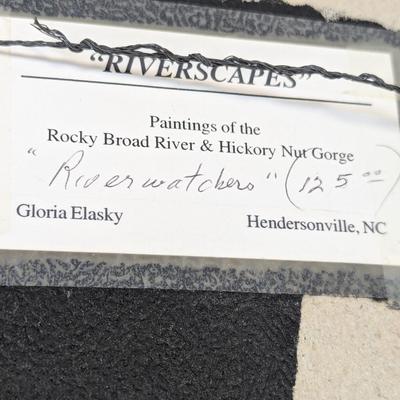 "RIVERSCAPES"
Paintings of the
Rocky Broad River & Hickory Nut Gorge
"Riverwatchers" (125 00)
Gloria Elasky Hendersonville, NC